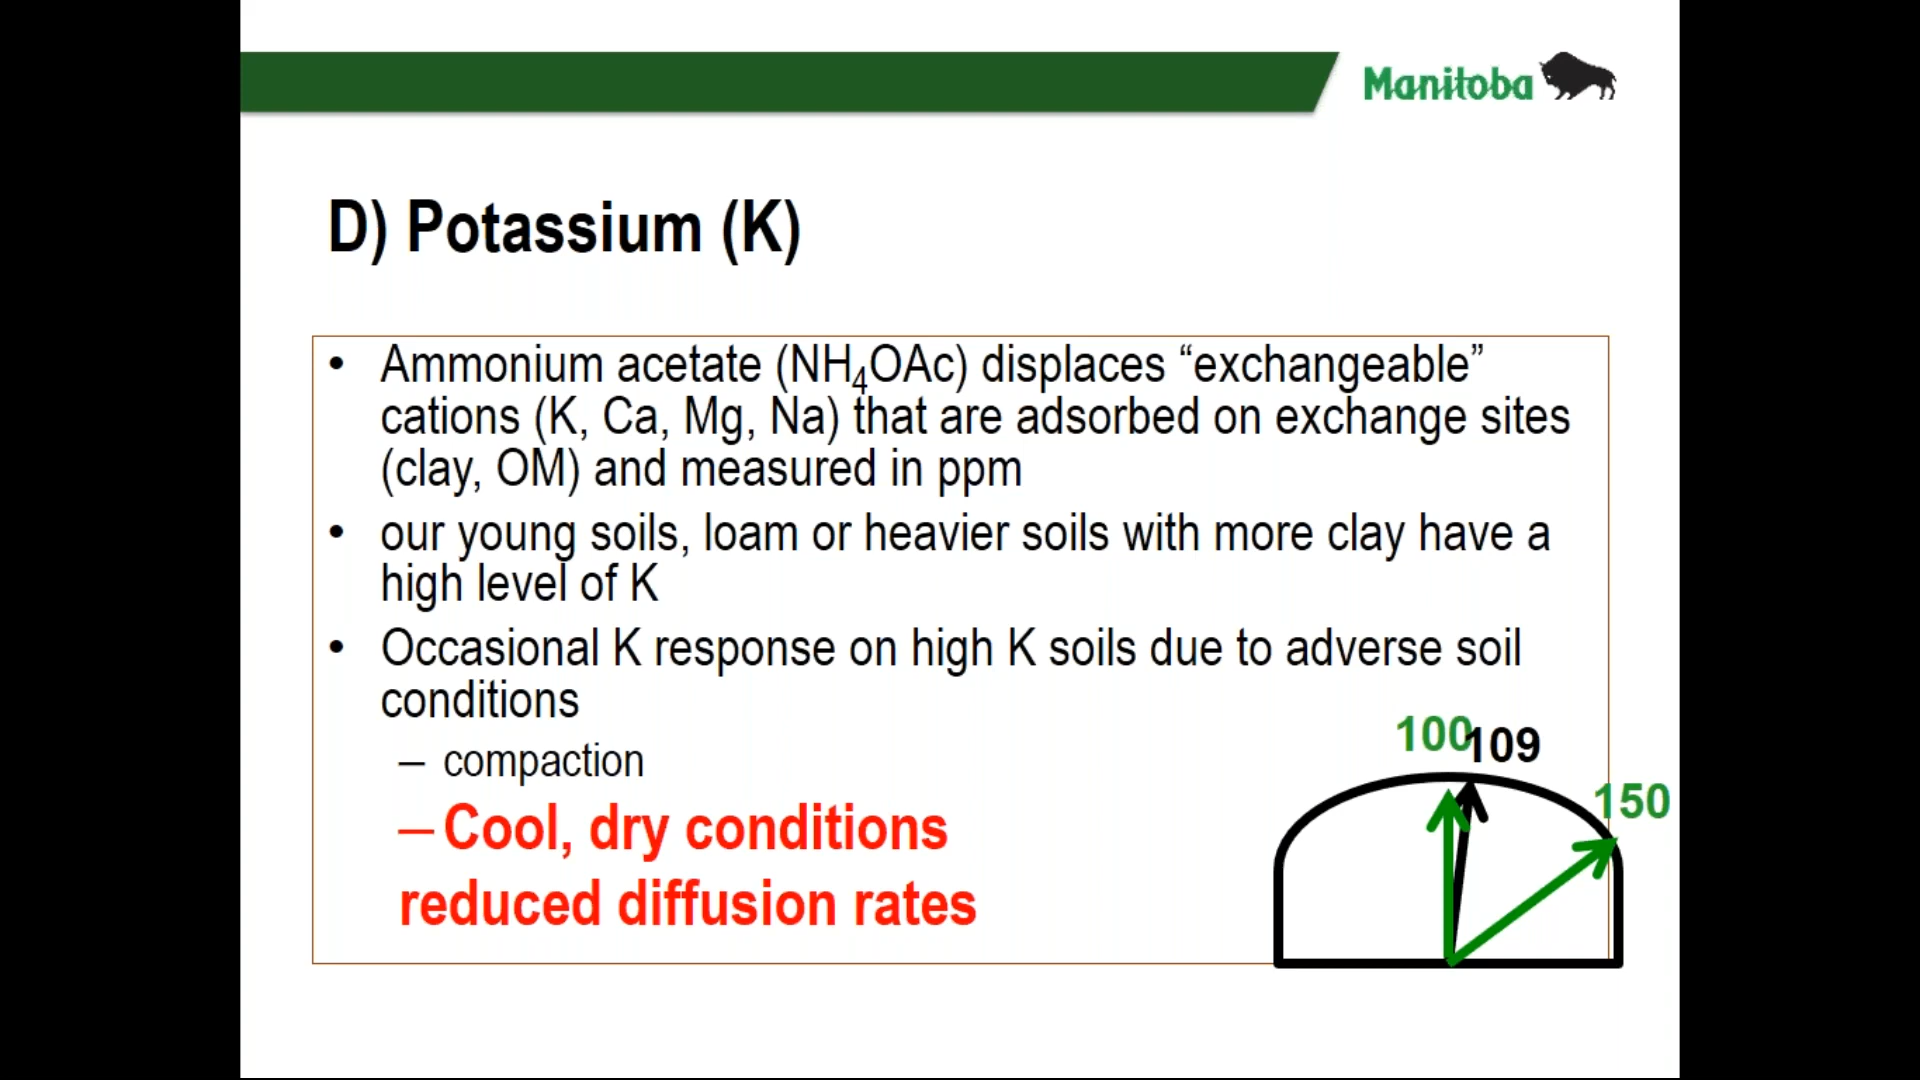 Manitoba
D) Potassium (K)
• Ammonium acetate (NH₄OAc) displaces “exchangeable”
cations (K, Ca, Mg, Na) that are adsorbed on exchange sites
(clay, OM) and measured in ppm
• our young soils, loam or heavier soils with more clay have a
high level of K
• Occasional K response on high K soils due to adverse soil
conditions
– compaction
– Cool, dry conditions
reduced diffusion rates
100
109
150